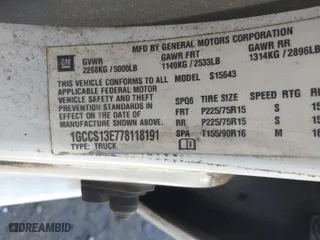 MFD BY GENERAL MOTORS CORPORATION
GM GVWR GAWR FRT GAWR RR
2268KG / 5000LB 1149KG / 2533LB 1314KG / 2896LB
THIS VEHICLE CONFORMS TO ALL MODEL S15643
APPLICABLE FEDERAL MOTOR
VEHICLE SAFETY AND THEFT SPQ6 TIRE SIZE SPEED RTG
PREVENTION STANDARDS IN FRT P225/75R15 S
EFFECT ON THE DATE OF RR P225/75R15 S
MANUFACTURE SHOWN ABOVE. SPA T155/90R16 M
1GCCS13E778118191
TYPE: TRUCK